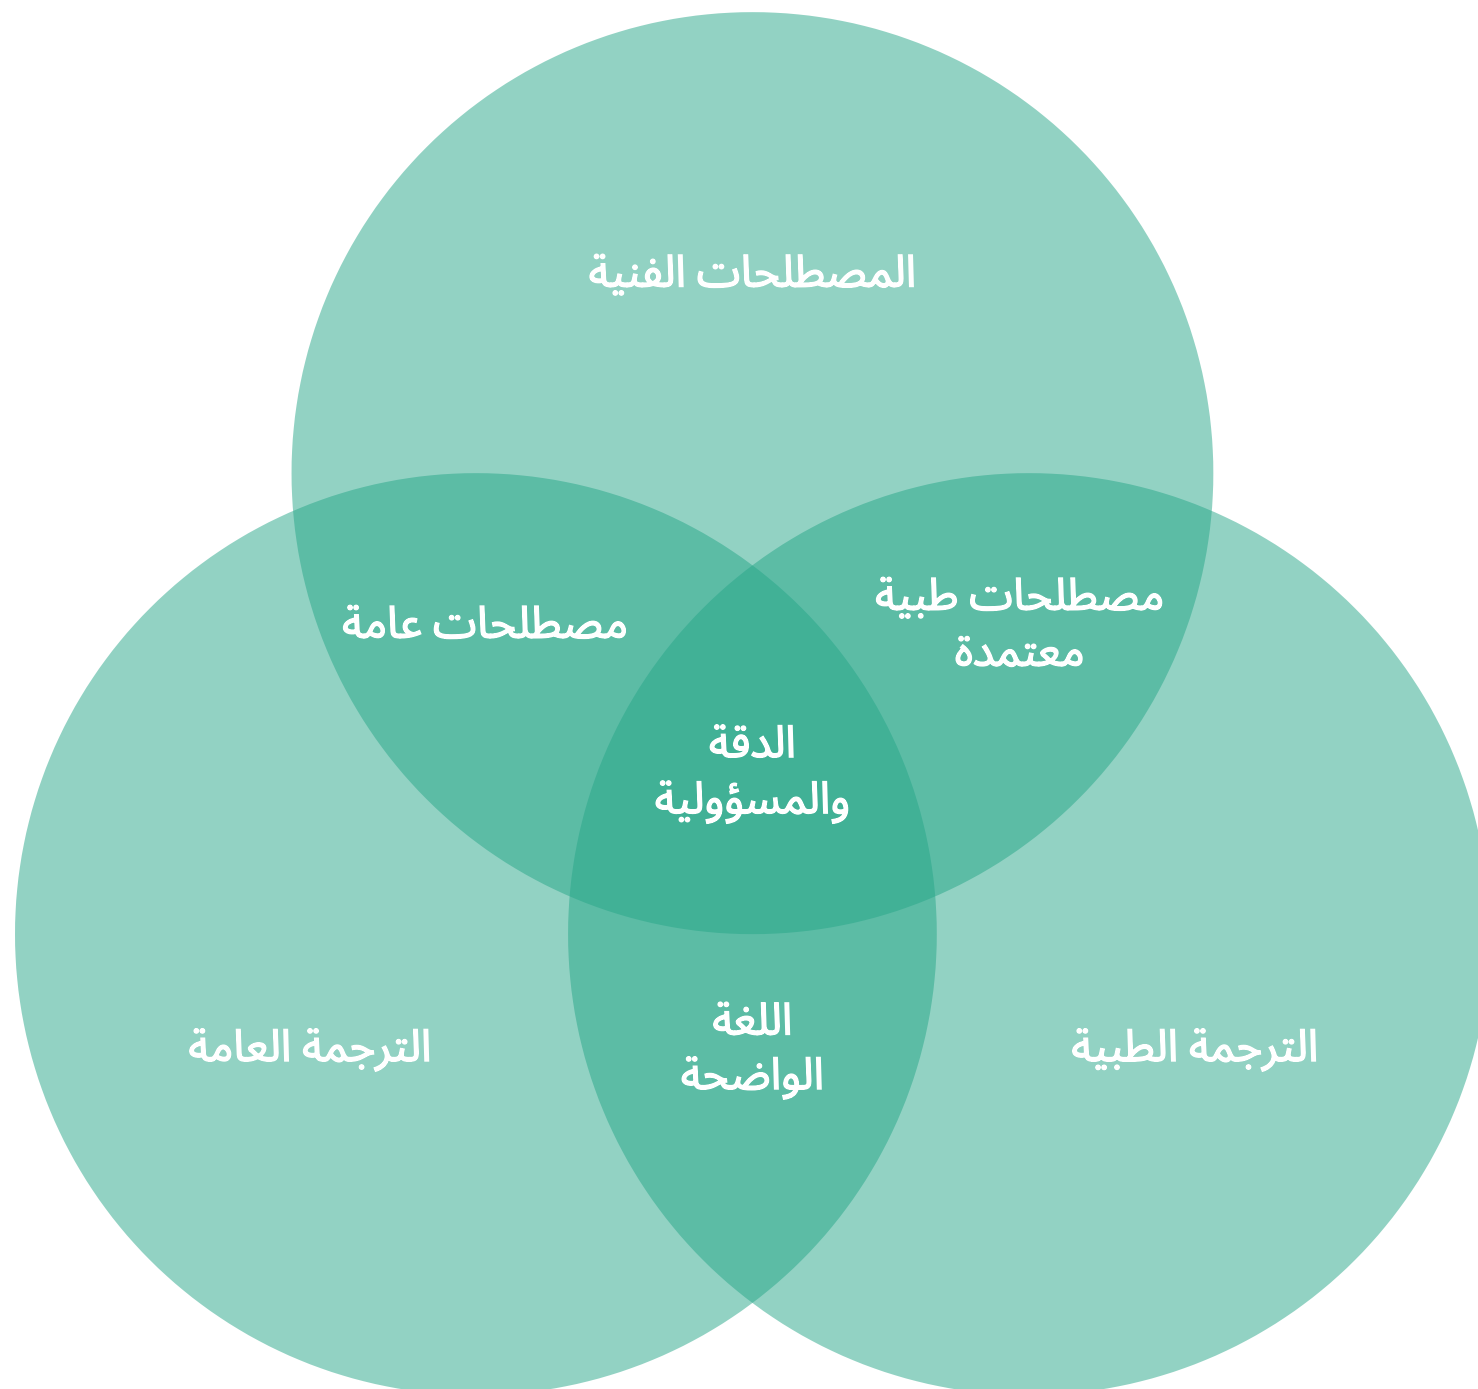 المصطلحات الفنية
مصطلحات طبية
معتمدة
مصطلحات عامة
الدقة
والمسؤولية
اللغة
الواضحة
الترجمة الطبية
الترجمة العامة